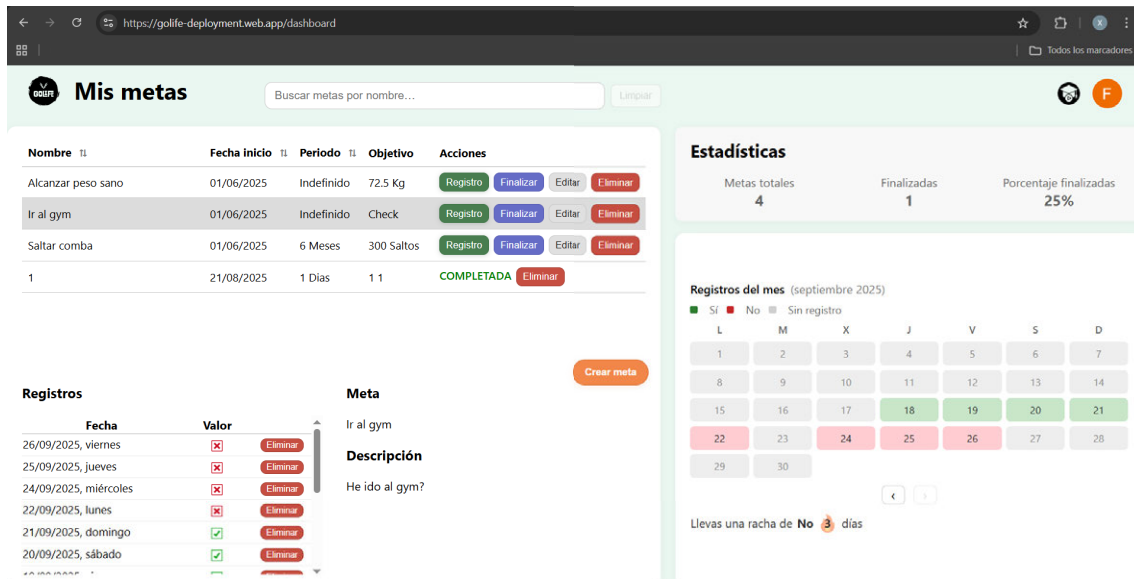 https://golife-deployment.web.app/dashboard
X
Todos los marcadores
GOLIFE
Mis metas
Buscar metas por nombre...
Limpiar
F
Nombre Fecha inicio Periodo Objetivo Acciones
Alcanzar peso sano 01/06/2025 Indefinido 72.5 Kg Registro Finalizar Editar Eliminar
Ir al gym 01/06/2025 Indefinido Check Registro Finalizar Editar Eliminar
Saltar comba 01/06/2025 6 Meses 300 Saltos Registro Finalizar Editar Eliminar
1 21/08/2025 1 Dias 1 1 COMPLETADA Eliminar
Crear meta
Registros
Fecha Valor
26/09/2025, viernes Eliminar
25/09/2025, jueves Eliminar
24/09/2025, miércoles Eliminar
22/09/2025, lunes Eliminar
21/09/2025, domingo Eliminar
20/09/2025, sábado Eliminar
Meta
Ir al gym
Descripción
He ido al gym?
Estadísticas
Metas totales Finalizadas Porcentaje finalizadas
4 1 25%
Registros del mes (septiembre 2025)
Sí No Sin registro
L M X J V S D
1 2 3 4 5 6 7
8 9 10 11 12 13 14
15 16 17 18 19 20 21
22 23 24 25 26 27 28
29 30
Llevas una racha de No 3 días